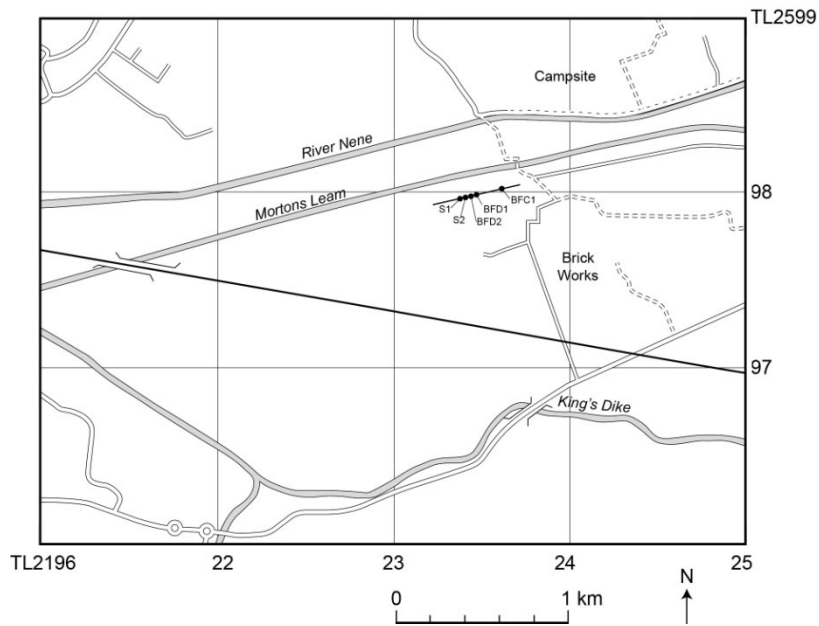 TL2599
Campsite
River Nene
98
Mortons Leam
S1
S2
BFD1
BFD2
BFC1
Brick
Works
97
King's Dike
TL2196
22
23
24
25
0
1 km
N